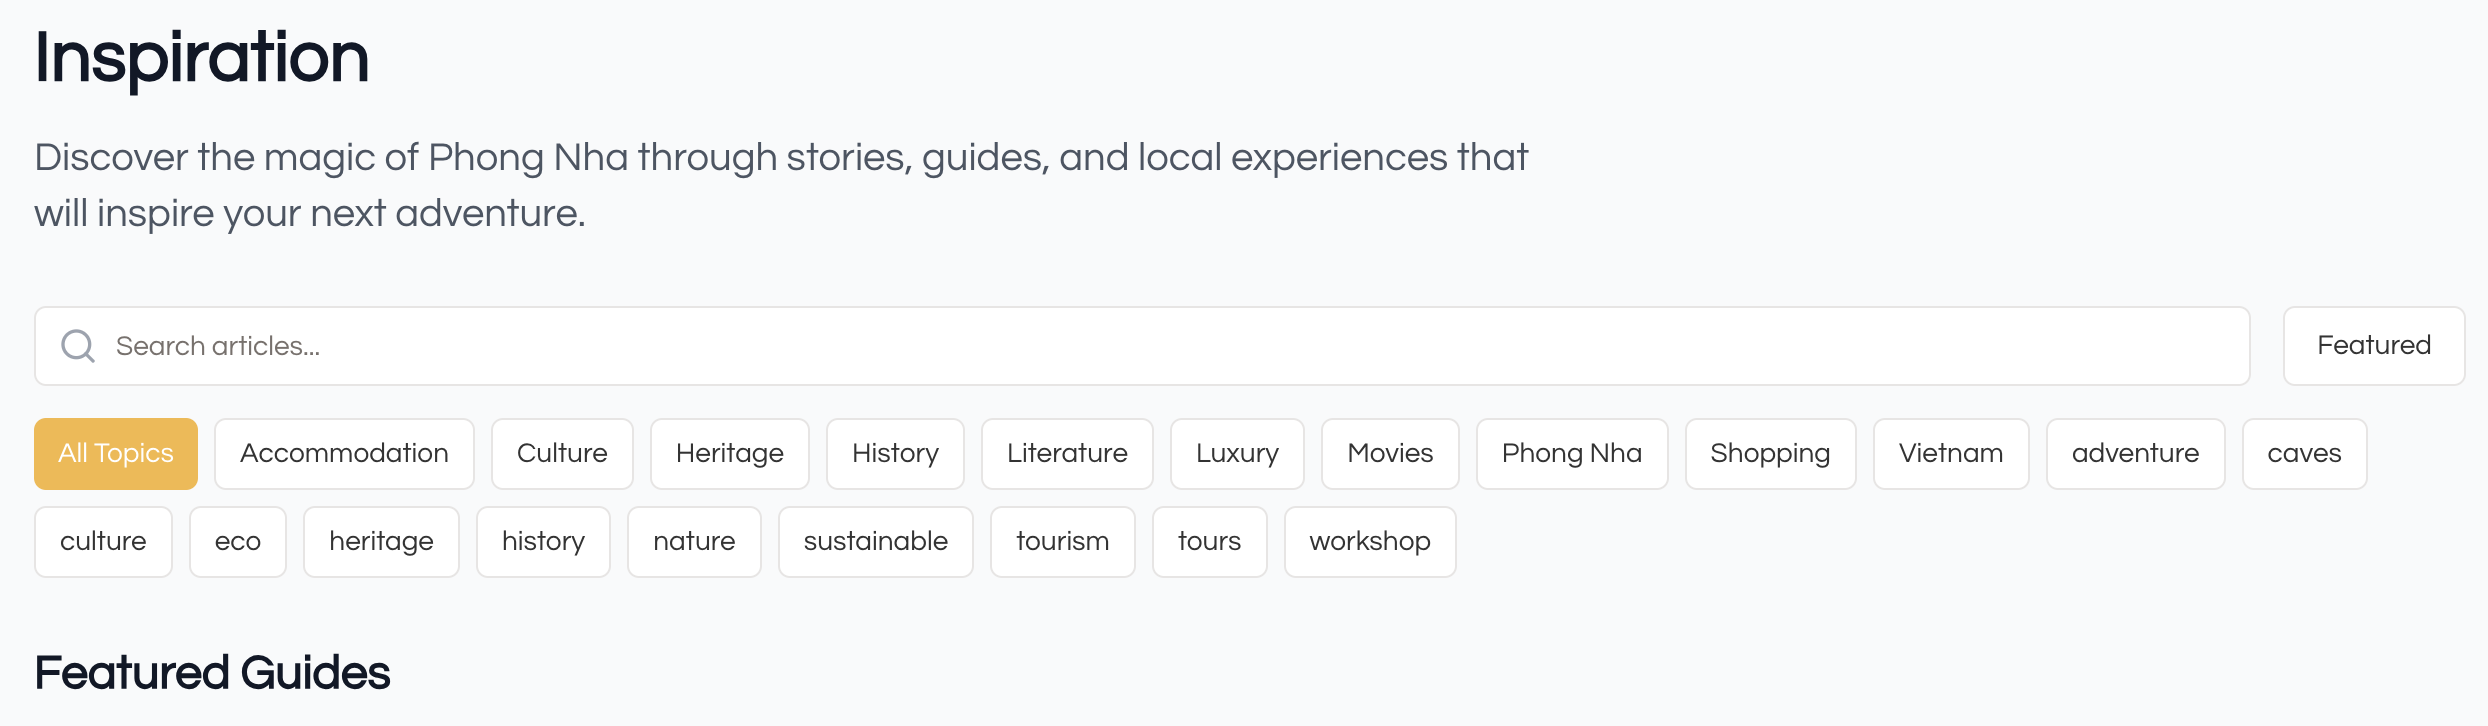 Inspiration
Discover the magic of Phong Nha through stories, guides, and local experiences that
will inspire your next adventure.
Search articles... Featured
All Topics Accommodation Culture Heritage History Literature Luxury Movies Phong Nha Shopping Vietnam adventure caves
culture eco heritage history nature sustainable tourism tours workshop
Featured Guides